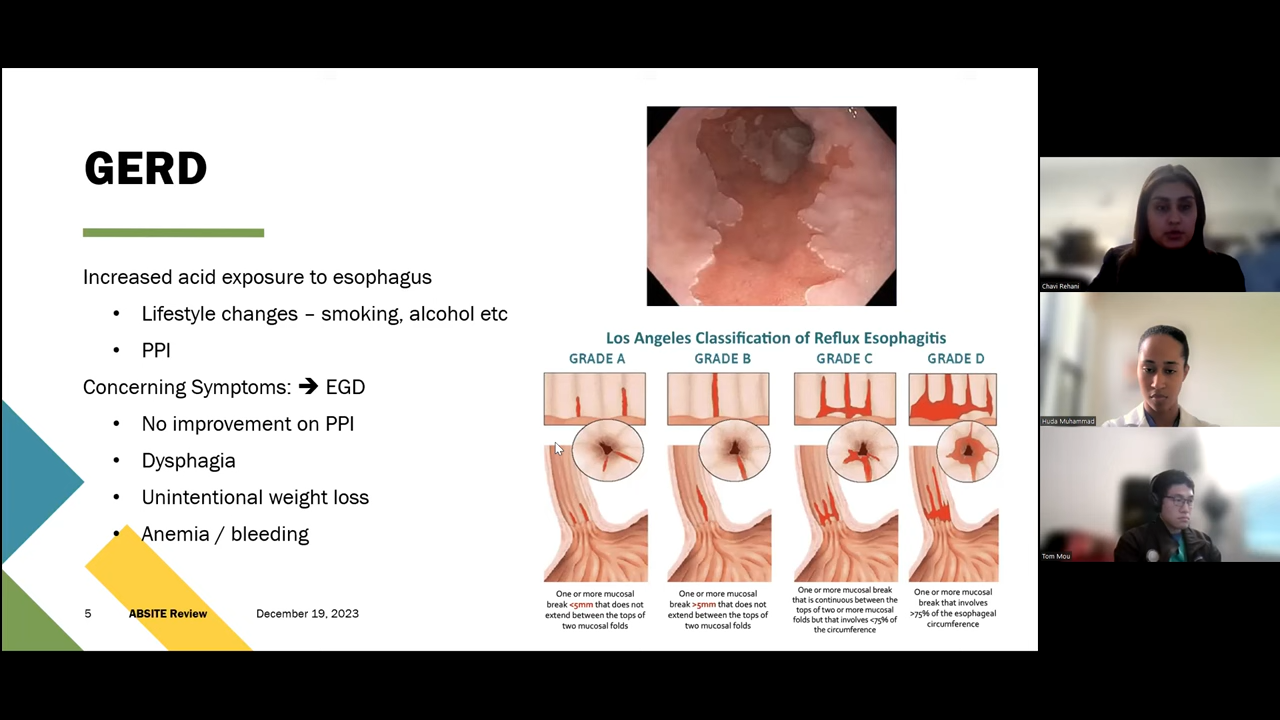 GERD
Increased acid exposure to esophagus
• Lifestyle changes – smoking, alcohol etc
• PPI
Concerning Symptoms: ➔ EGD
• No improvement on PPI
• Dysphagia
• Unintentional weight loss
• Anemia / bleeding
5 ABSITE Review December 19, 2023
Los Angeles Classification of Reflux Esophagitis
GRADE A
One or more mucosal
break <5mm that does not
extend between the tops of
two mucosal folds
GRADE B
One or more mucosal
break >5mm that does not
extend between the tops of
two mucosal folds
GRADE C
One or more mucosal break
that is continuous between the
tops of two or more mucosal
folds but that involves <75% of
the circumference
GRADE D
One or more mucosal
break that involves
>75% of the esophageal
circumference
Chavi Rehani
Huda Muhammad
Tom Mou